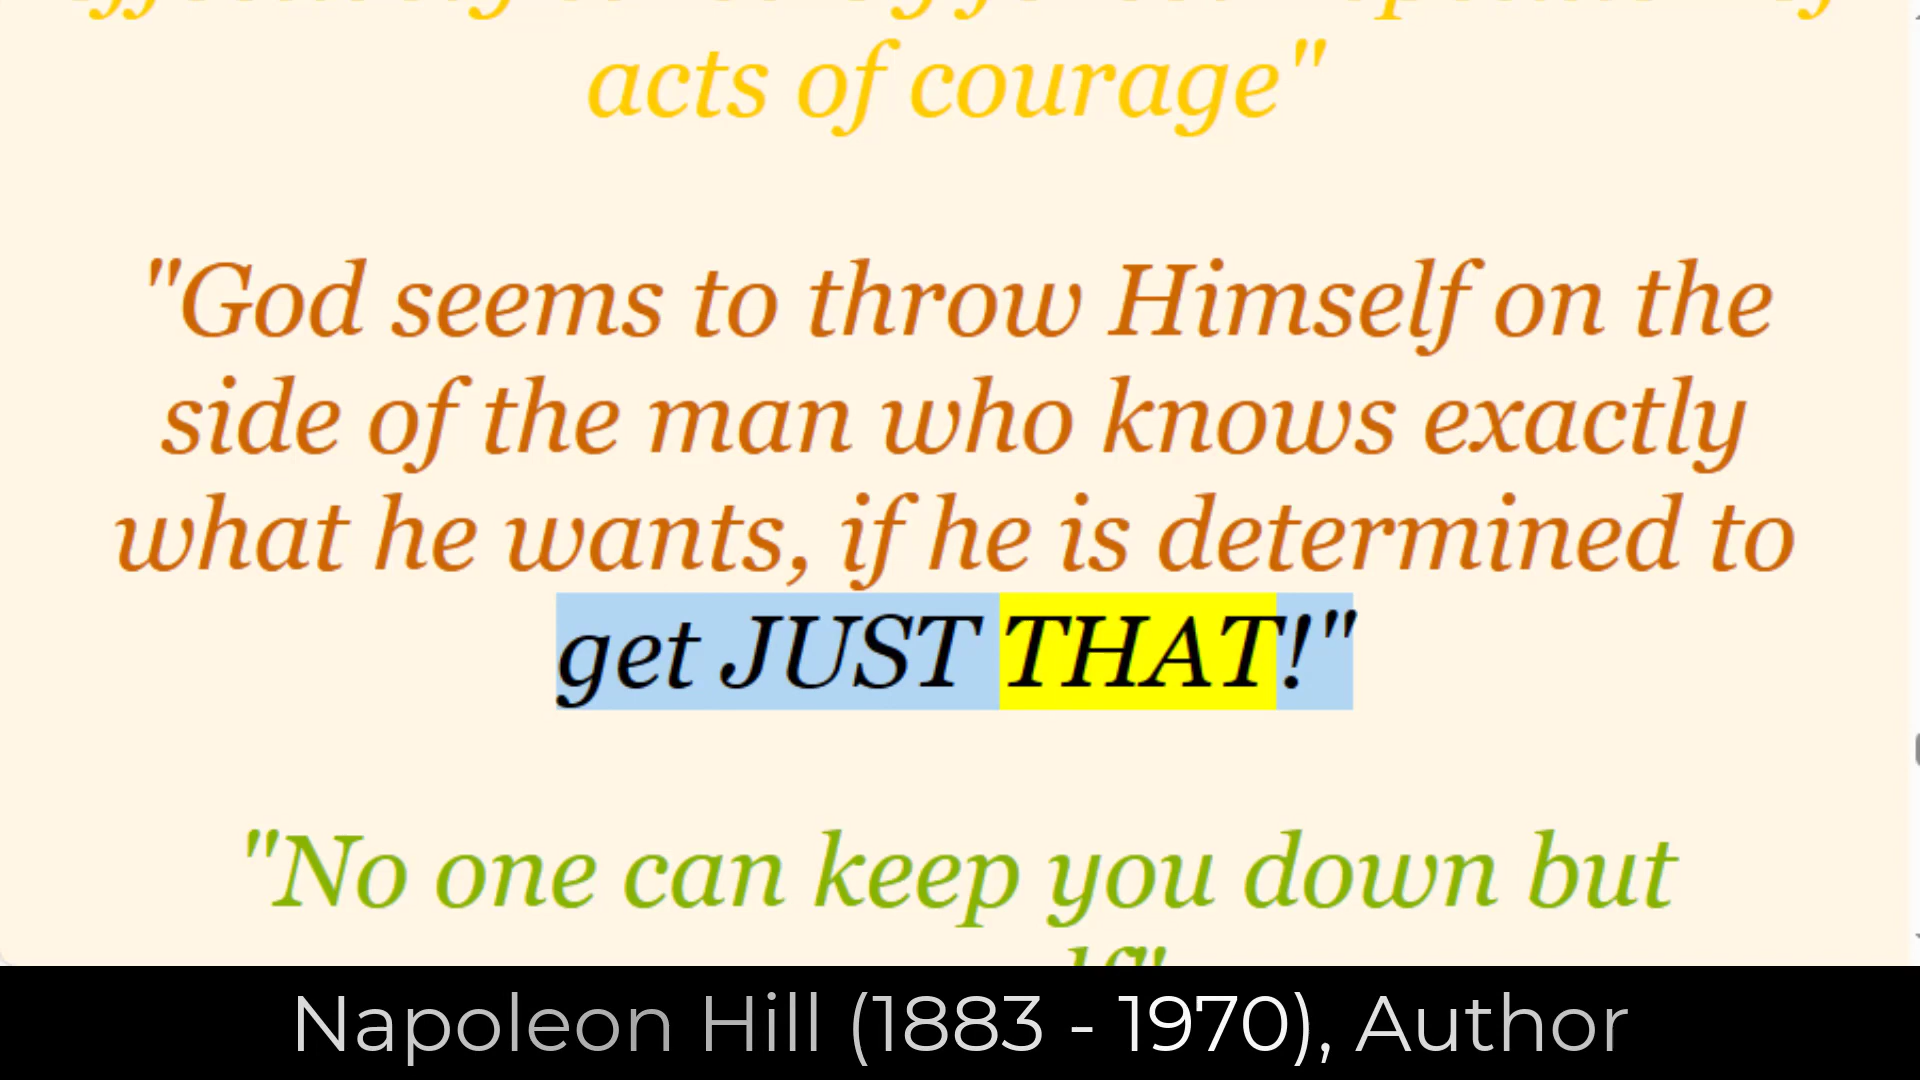 acts of courage"
"God seems to throw Himself on the
side of the man who knows exactly
what he wants, if he is determined to
get JUST THAT!"
"No one can keep you down but
Napoleon Hill (1883 - 1970), Author